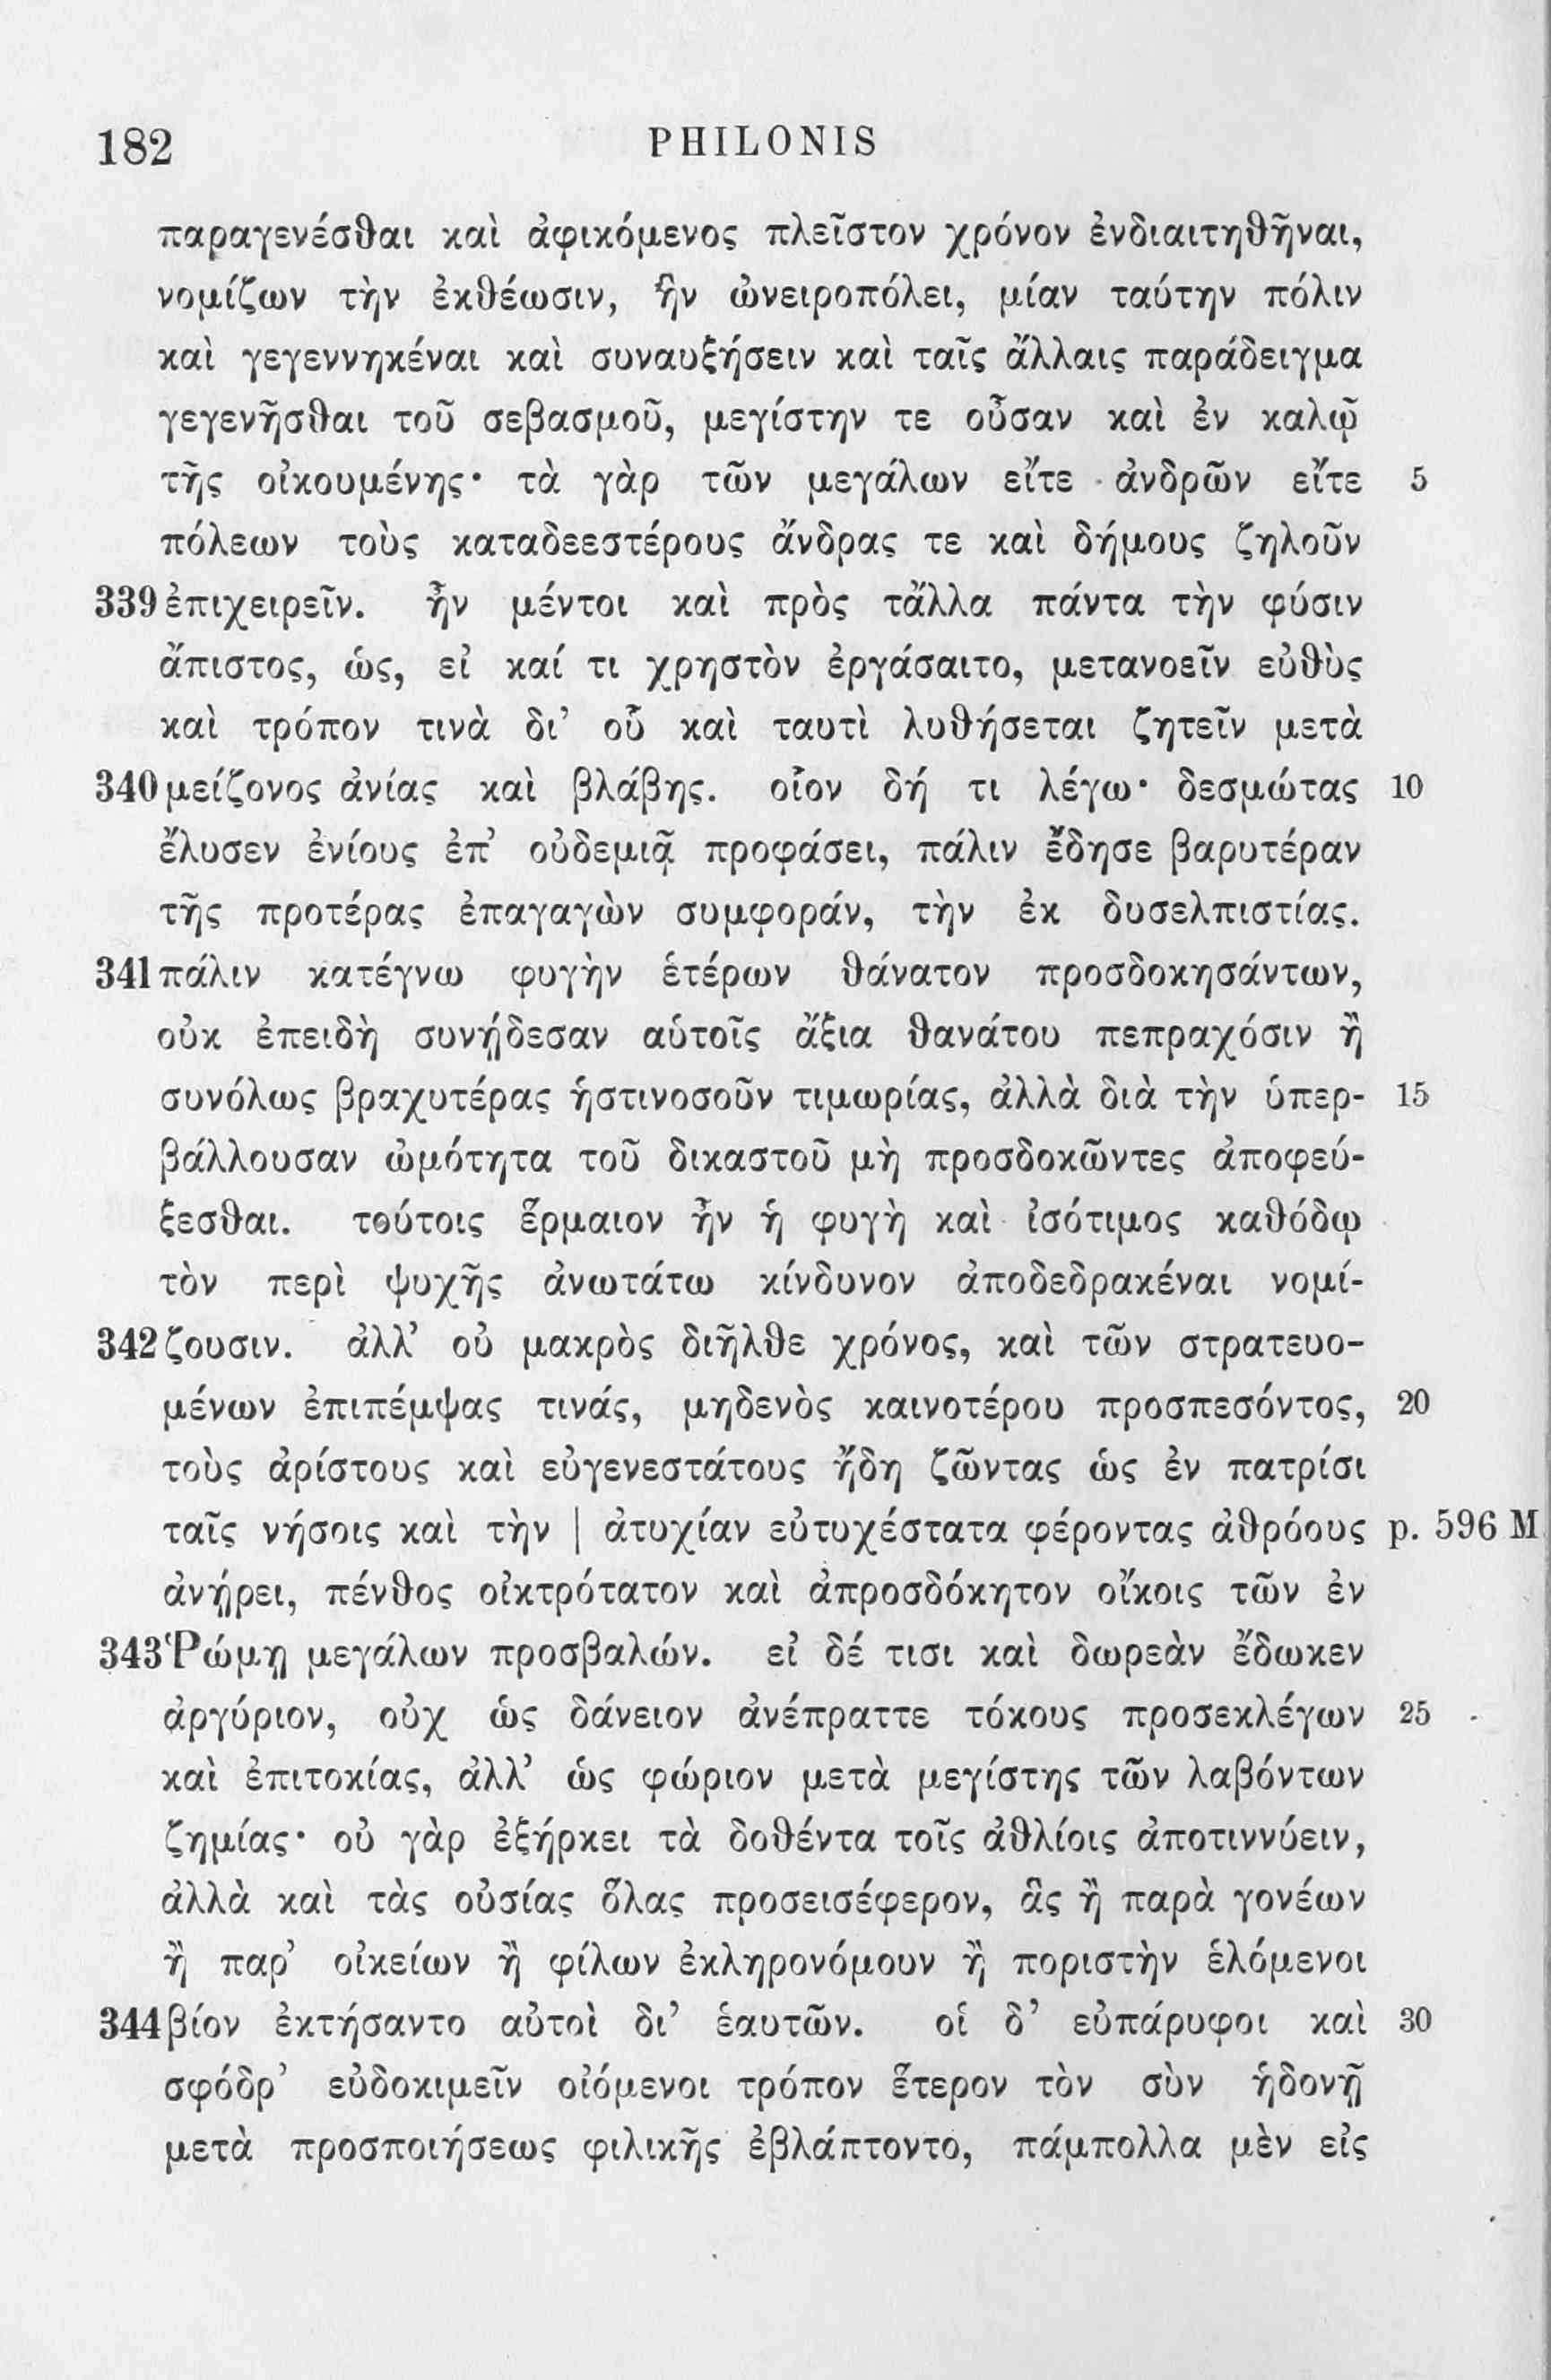 182 PHILONIS
παραγενέσθαι καὶ ἀφικόμενος πλεῖστον χρόνον ἐνδιαιτηθῆναι,
νομίζων τὴν ἐκθέωσιν, ἣν ὠνειροπόλει, μίαν ταύτην πόλιν
καὶ γεγεννηκέναι καὶ συναυξήσειν καὶ ταῖς ἄλλαις παράδειγμα
γεγενῆσθαι τοῦ σεβασμοῦ, μεγίστην τε οὖσαν καὶ ἐν καλῷ
τῆς οἰκουμένης· τὰ γὰρ τῶν μεγάλων εἴτε ἀνδρῶν εἴτε 5
πόλεων τοὺς καταδεεστέρους ἄνδρας τε καὶ δήμους ζηλοῦν
339 ἐπιχειρεῖν. ἦν μέντοι καὶ πρὸς τἄλλα πάντα τὴν φύσιν
ἄπιστος, ὡς, εἰ καί τι χρηστὸν ἐργάσαιτο, μετανοεῖν εὐθὺς
καὶ τρόπον τινὰ δι’ οὗ καὶ ταυτὶ λυθήσεται ζητεῖν μετὰ
340 μείζονος ἀνίας καὶ βλάβης. οἷον δή τι λέγω· δεσμώτας 10
ἔλυσεν ἐνίους ἐπ’ οὐδεμιᾷ προφάσει, πάλιν ἔδησε βαρυτέραν
τῆς προτέρας ἐπαγαγὼν συμφοράν, τὴν ἐκ δυσελπιστίας.
341 πάλιν κατέγνω φυγὴν ἑτέρων θάνατον προσδοκησάντων,
οὐκ ἐπειδὴ συνῄδεσαν αὑτοῖς ἄξια θανάτου πεπραχόσιν ἢ
συνόλως βραχυτέρας ἡστινοσοῦν τιμωρίας, ἀλλὰ διὰ τὴν ὑπερ- 15
βάλλουσαν ὠμότητα τοῦ δικαστοῦ μὴ προσδοκῶντες ἀποφεύ-
ξεσθαι. τούτοις ἕρμαιον ἦν ἡ φυγὴ καὶ ἰσότιμος καθόδῳ
τὸν περὶ ψυχῆς ἀνωτάτω κίνδυνον ἀποδεδρακέναι νομί-
342 ζουσιν. ἀλλ’ οὐ μακρὸς διῆλθε χρόνος, καὶ τῶν στρατευο-
μένων ἐπιπέμψας τινάς, μηδενὸς καινοτέρου προσπεσόντος, 20
τοὺς ἀρίστους καὶ εὐγενεστάτους ἤδη ζῶντας ὡς ἐν πατρίσι
ταῖς νήσοις καὶ τὴν | ἀτυχίαν εὐτυχέστατα φέροντας ἀθρόους p. 596 M
ἀνῄρει, πένθος οἰκτρότατον καὶ ἀπροσδόκητον οἴκοις τῶν ἐν
343 Ῥώμῃ μεγάλων προσβαλών. εἰ δέ τισι καὶ δωρεὰν ἔδωκεν
ἀργύριον, οὐχ ὡς δάνειον ἀνέπραττε τόκους προσεκλέγων 25
καὶ ἐπιτοκίας, ἀλλ’ ὡς φώριον μετὰ μεγίστης τῶν λαβόντων
ζημίας· οὐ γὰρ ἐξήρκει τὰ δοθέντα τοῖς ἀθλίοις ἀποτιννύειν,
ἀλλὰ καὶ τὰς οὐσίας ὅλας προσεισέφερον, ἃς ἢ παρὰ γονέων
ἢ παρ’ οἰκείων ἢ φίλων ἐκληρονόμουν ἢ ποριστὴν ἑλόμενοι
344 βίον ἐκτήσαντο αὐτοὶ δι’ ἑαυτῶν. οἱ δ’ εὐπάρυφοι καὶ 30
σφόδρ’ εὐδοκιμεῖν οἰόμενοι τρόπον ἕτερον τὸν σὺν ἡδονῇ
μετὰ προσποιήσεως φιλικῆς ἐβλάπτοντο, πάμπολλα μὲν εἰς